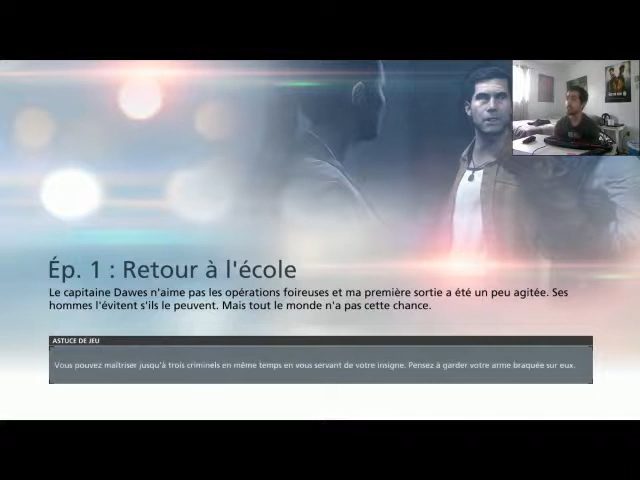 Ép. 1 : Retour à l'école
Le capitaine Dawes n'aime pas les opérations foireuses et ma première sortie a été un peu agitée. Ses
hommes l'évitent s'ils le peuvent. Mais tout le monde n'a pas cette chance.
ASTUCE DE JEU
Vous pouvez maîtriser jusqu'à trois criminels en même temps en vous servant de votre insigne. Pensez à garder votre arme braquée sur eux.